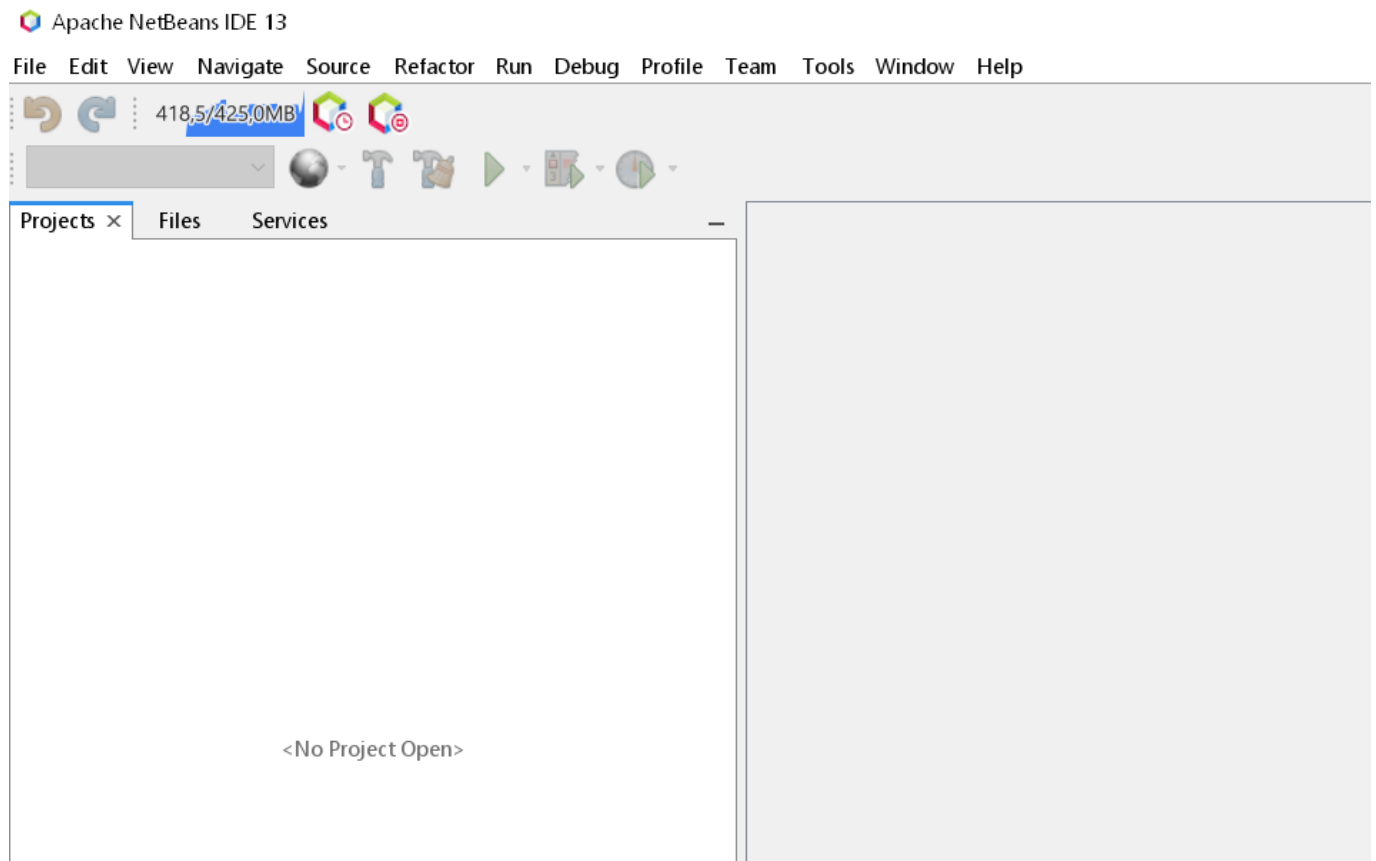 Apache NetBeans IDE 13
File Edit View Navigate Source Refactor Run Debug Profile Team Tools Window Help
418,5/425,0MB
Projects × Files Services
<No Project Open>